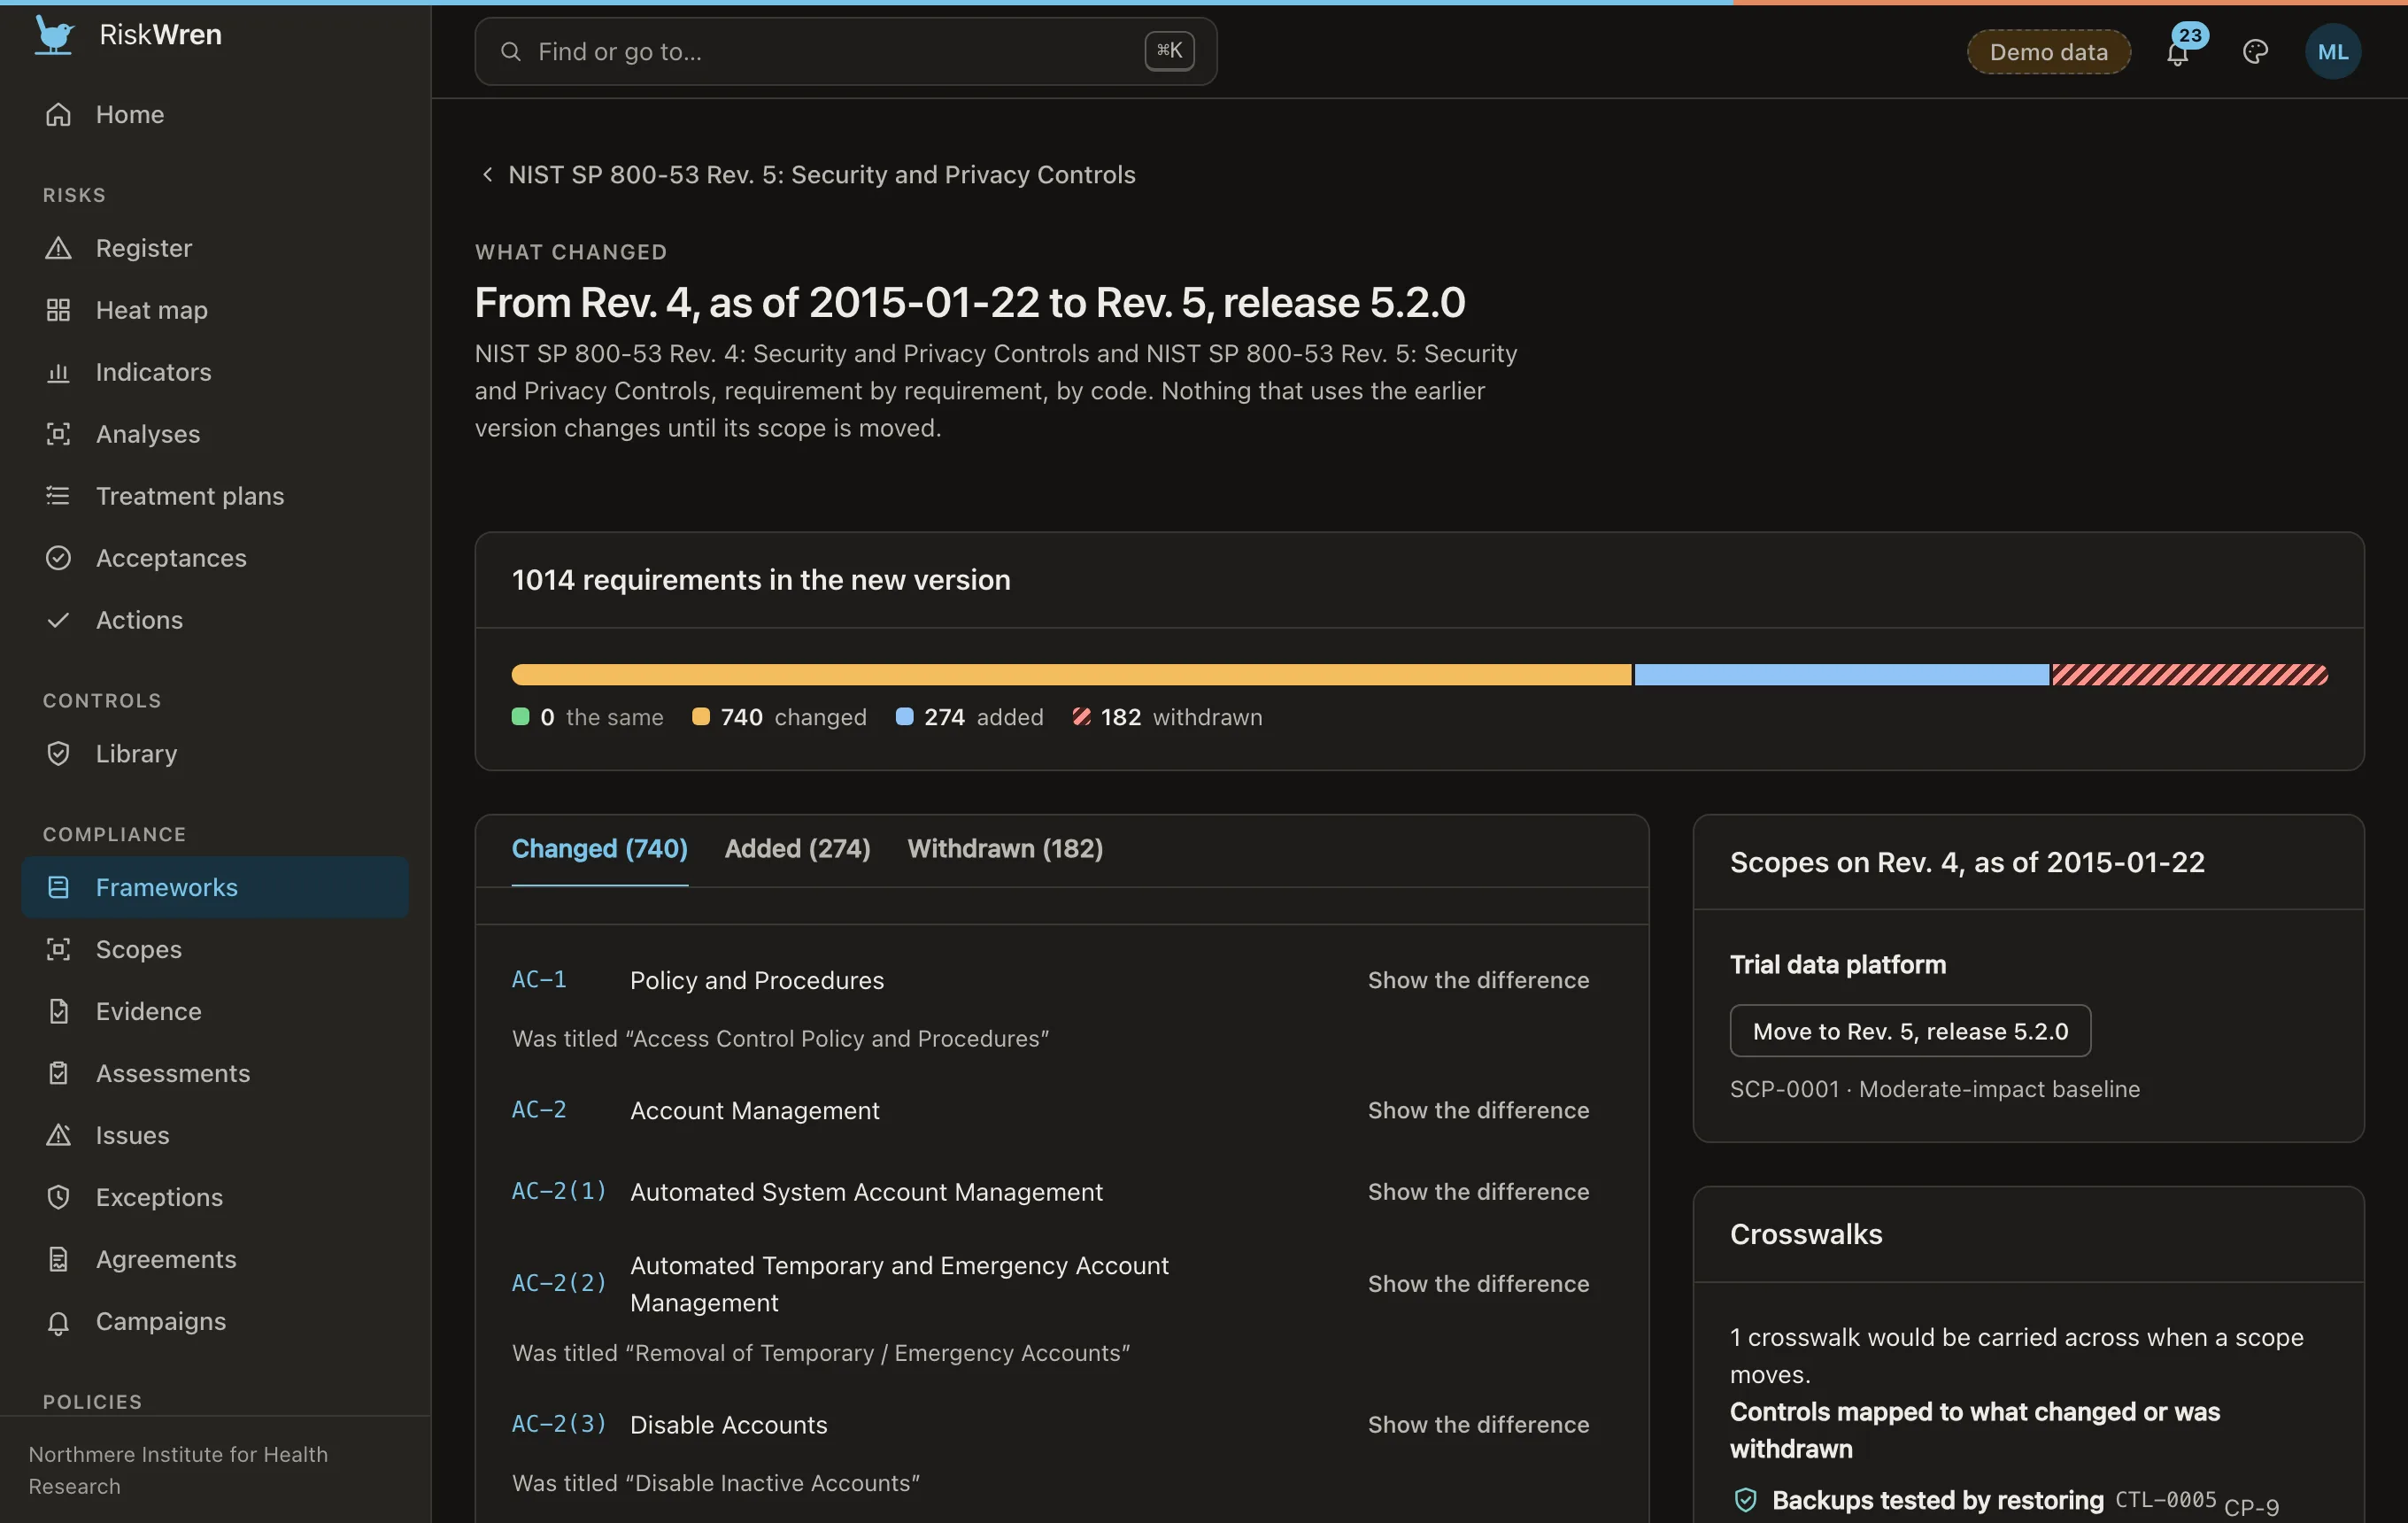 RiskWren
Find or go to...
⌘K
Demo data
23
ML
Home
RISKS
Register
Heat map
Indicators
Analyses
Treatment plans
Acceptances
Actions
CONTROLS
Library
COMPLIANCE
Frameworks
Scopes
Evidence
Assessments
Issues
Exceptions
Agreements
Campaigns
POLICIES
Northmere Institute for Health
Research
NIST SP 800-53 Rev. 5: Security and Privacy Controls
WHAT CHANGED
From Rev. 4, as of 2015-01-22 to Rev. 5, release 5.2.0
NIST SP 800-53 Rev. 4: Security and Privacy Controls and NIST SP 800-53 Rev. 5: Security
and Privacy Controls, requirement by requirement, by code. Nothing that uses the earlier
version changes until its scope is moved.
1014 requirements in the new version
0 the same 740 changed 274 added 182 withdrawn
Changed (740) Added (274) Withdrawn (182)
AC-1 Policy and Procedures Show the difference
Was titled “Access Control Policy and Procedures”
AC-2 Account Management Show the difference
AC-2(1) Automated System Account Management Show the difference
AC-2(2) Automated Temporary and Emergency Account
Management Show the difference
Was titled “Removal of Temporary / Emergency Accounts”
AC-2(3) Disable Accounts Show the difference
Was titled “Disable Inactive Accounts”
Scopes on Rev. 4, as of 2015-01-22
Trial data platform
Move to Rev. 5, release 5.2.0
SCP-0001 · Moderate-impact baseline
Crosswalks
1 crosswalk would be carried across when a scope
moves.
Controls mapped to what changed or was
withdrawn
Backups tested by restoring CTL-0005 CP-9